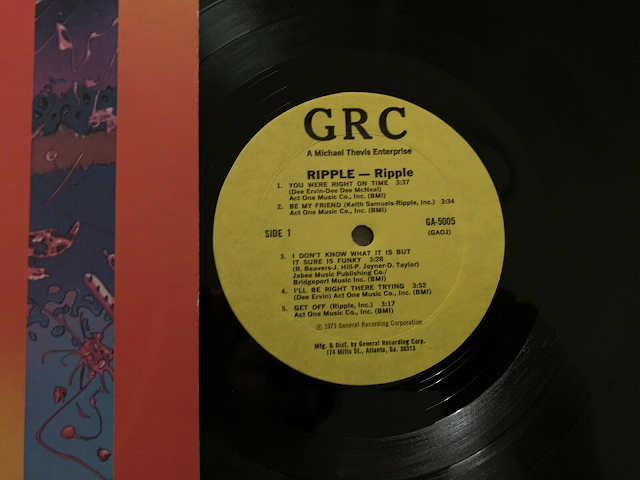 GRC
A Michael Thevis Enterprise
RIPPLE — Ripple
1. YOU WERE RIGHT ON TIME 3:37
(Dee Ervin-Dee Dee McNeal)
Act One Music Co., Inc. (BMI)
2. BE MY FRIEND (Keith Samuels-Ripple, Inc.) 3:34
Act One Music Co., Inc. (BMI)
SIDE 1
GA-5005
(GAOJ)
3. I DON'T KNOW WHAT IT IS BUT
IT SURE IS FUNKY 3:28
(R. Beavers-J. Hill-P. Joyner-D. Taylor)
Jabee Music Publishing Co./
Bridgeport Music Inc. (BMI)
4. I'LL BE RIGHT THERE TRYING 3:52
(Dee Ervin) Act One Music Co., Inc. (BMI)
5. GET OFF (Ripple, Inc.) 3:17
Act One Music Co., Inc. (BMI)
℗ 1973 General Recording Corporation
Mfg. & Dist. by General Recording Corp.
174 Mills St., Atlanta, Ga. 30313